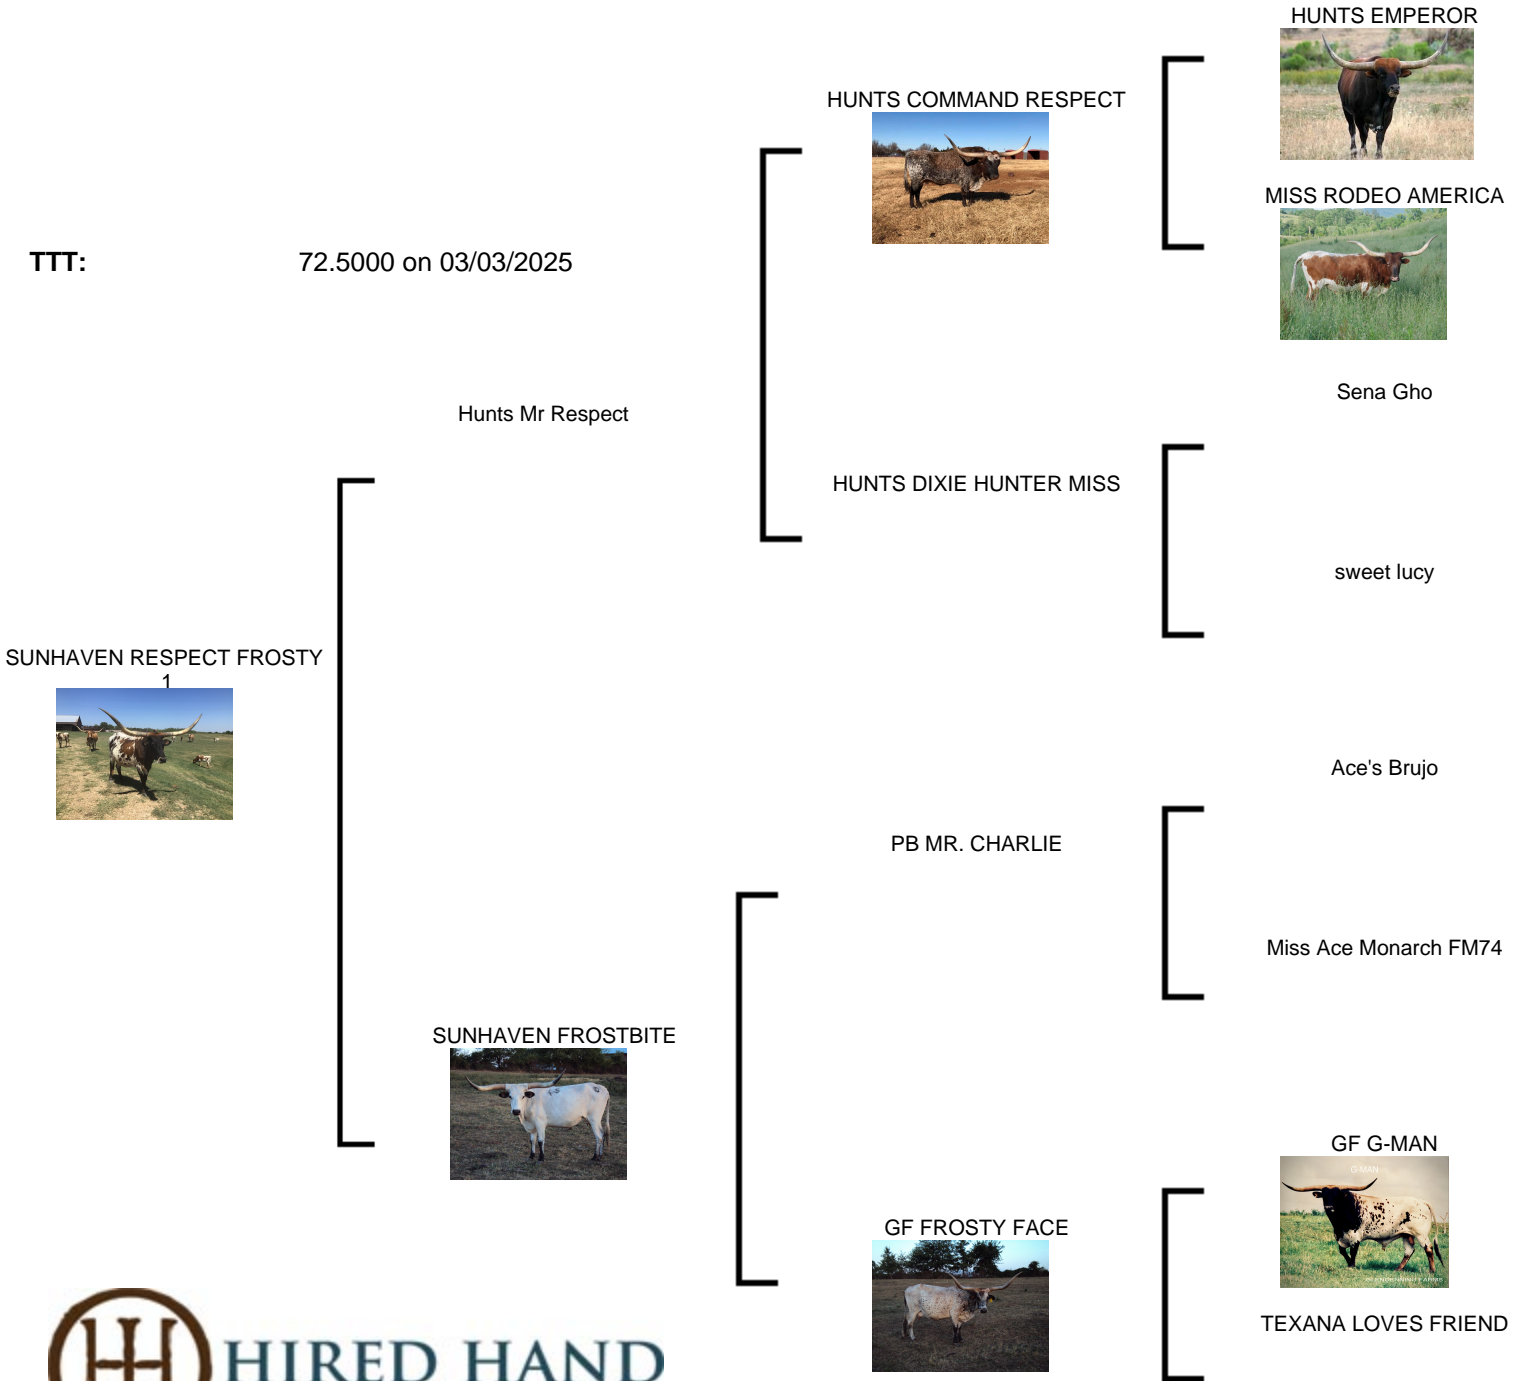 HUNTS EMPEROR
HUNTS COMMAND RESPECT
MISS RODEO AMERICA
TTT: 72.5000 on 03/03/2025
Sena Gho
Hunts Mr Respect
HUNTS DIXIE HUNTER MISS
sweet lucy
SUNHAVEN RESPECT FROSTY
1
Ace's Brujo
PB MR. CHARLIE
Miss Ace Monarch FM74
SUNHAVEN FROSTBITE
GF G-MAN
G-MAN
GF FROSTY FACE
TEXANA LOVES FRIEND
HIRED HAND